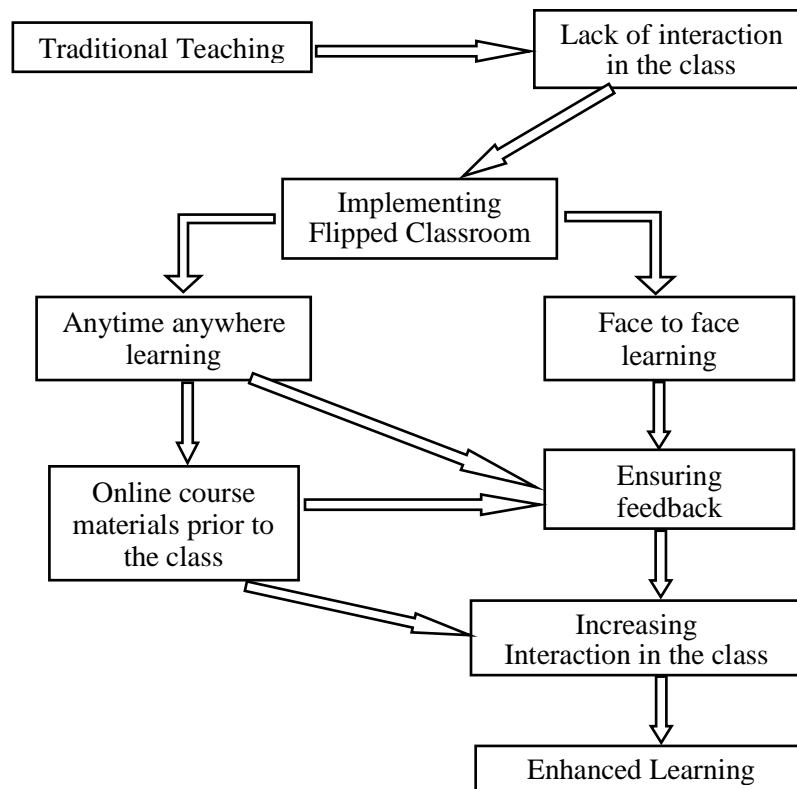 Traditional Teaching
Lack of interaction
in the class
Implementing
Flipped Classroom
Anytime anywhere
learning
Face to face
learning
Online course
materials prior to
the class
Ensuring
feedback
Increasing
Interaction in the class
Enhanced Learning